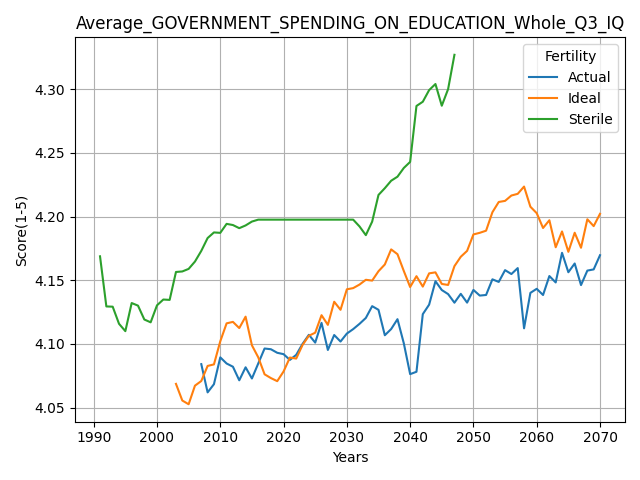 Average_GOVERNMENT_SPENDING_ON_EDUCATION_Whole_Q3_IQ
Fertility
Actual
Ideal
Sterile
4.30
4.25
4.20
4.15
4.10
4.05
Score(1-5)
1990 2000 2010 2020 2030 2040 2050 2060 2070
Years